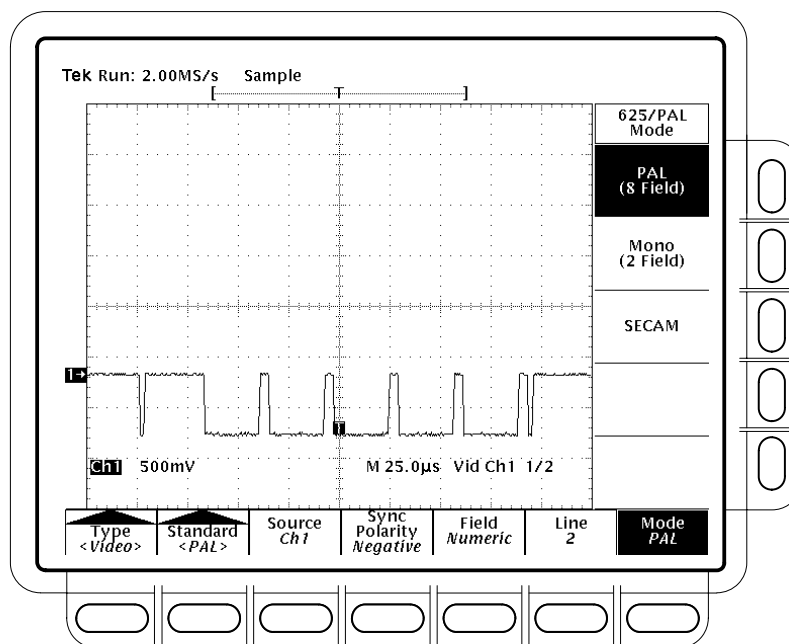 Tek Run: 2.00MS/s Sample
[ T ]
625/PAL
Mode
PAL
(8 Field)
Mono
(2 Field)
SECAM
1→
T
Ch1 500mV M 25.0µs Vid Ch1 1/2
Type
<Video>
Standard
<PAL>
Source
Ch1
Sync
Polarity
Negative
Field
Numeric
Line
2
Mode
PAL